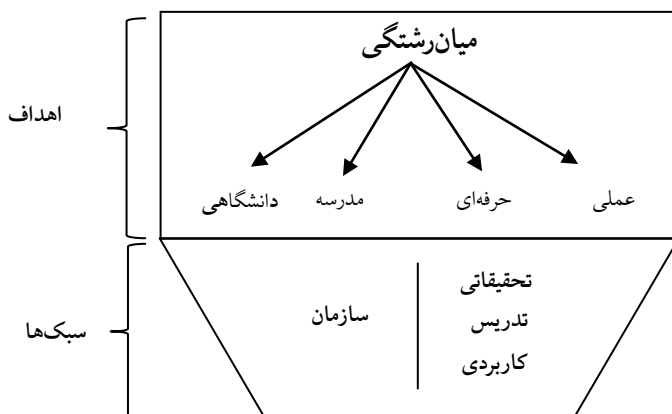 میان‌رشتگی
اهداف
عملی
حرفه‌ای
مدرسه
دانشگاهی
تحقیقاتی
تدریس
کاربردی
سازمان
سبک‌ها